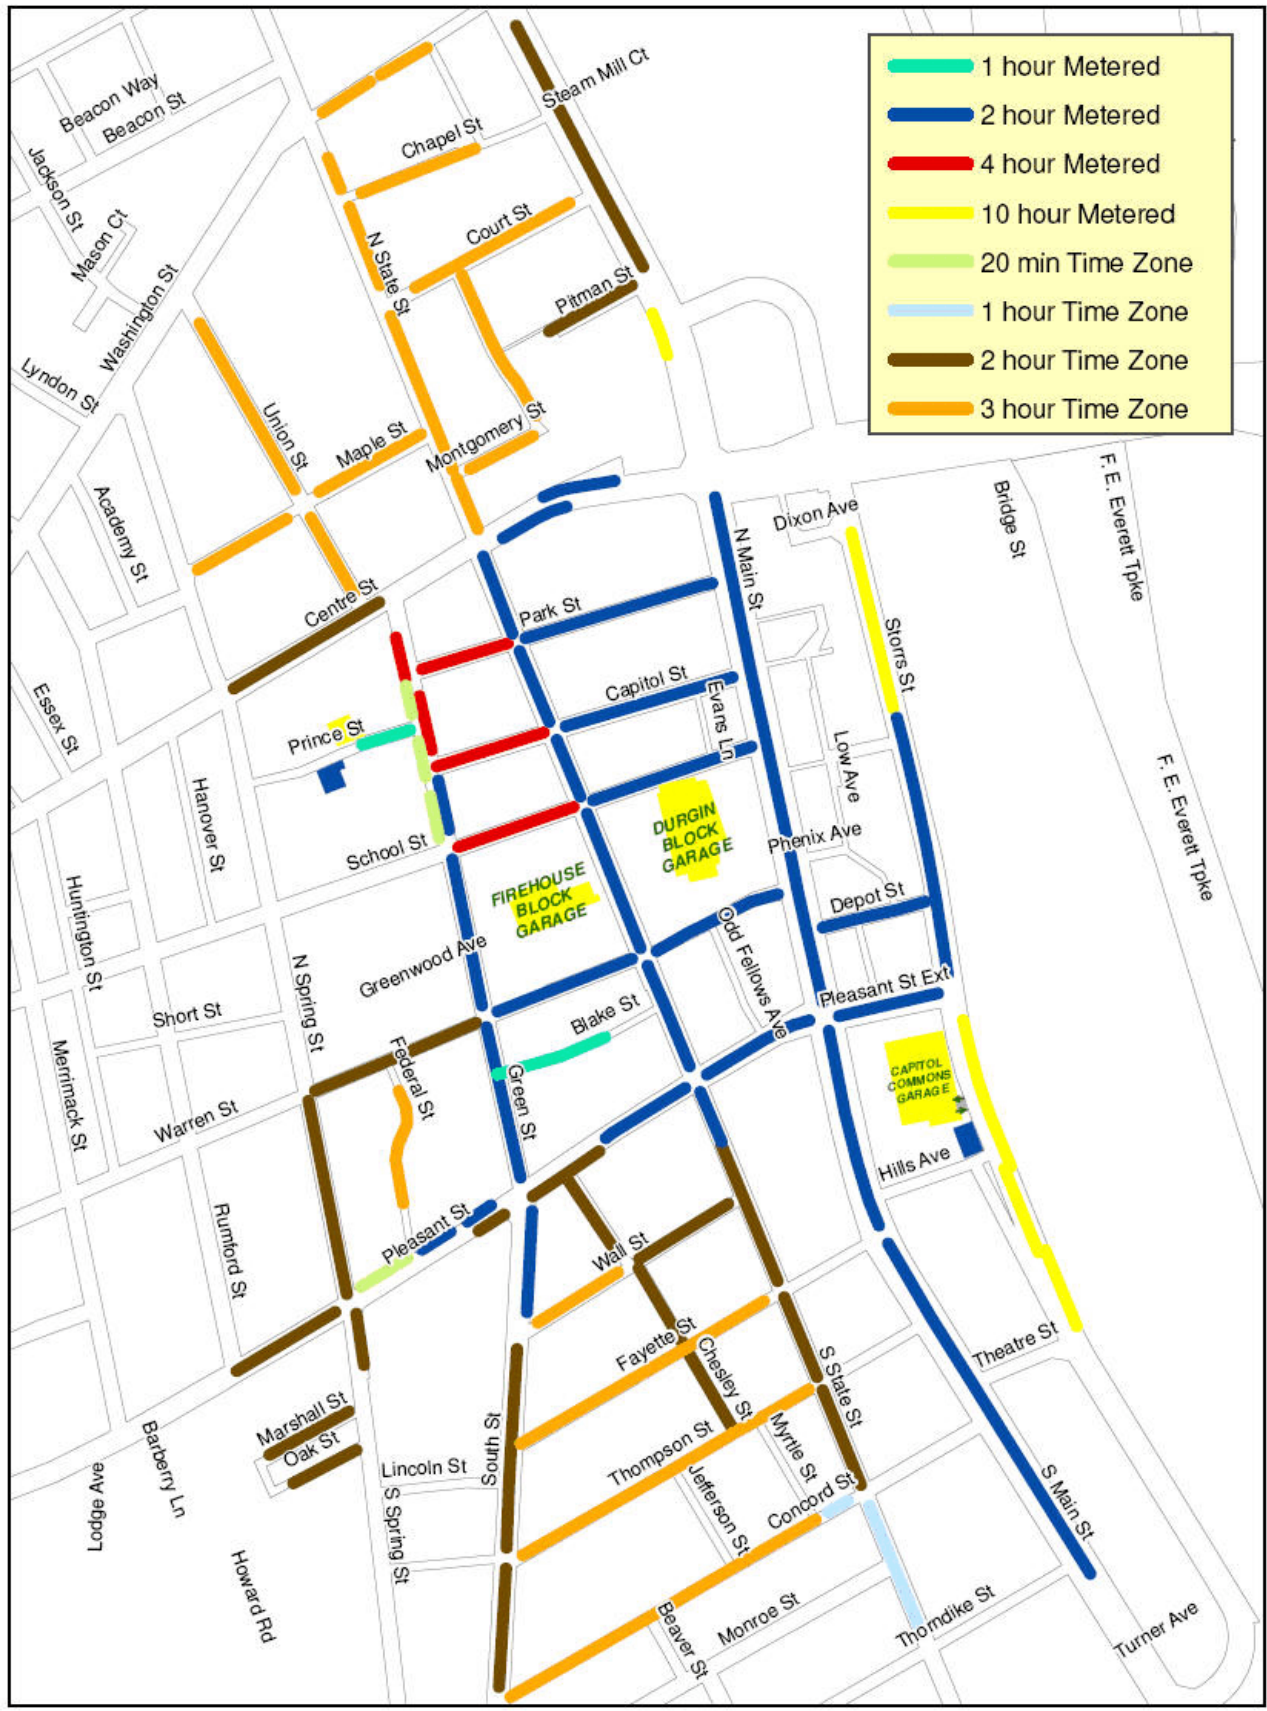 1 hour Metered
2 hour Metered
4 hour Metered
10 hour Metered
20 min Time Zone
1 hour Time Zone
2 hour Time Zone
3 hour Time Zone
Steam Mill Ct
Beacon Way
Beacon St
Chapel St
Jackson St
Mason Ct
Court St
N State St
Pitman St
Washington St
Lyndon St
Union St
Maple St
Montgomery St
Academy St
Dixon Ave
Bridge St
F. E. Everett Tpke
N Main St
Centre St
Park St
Storrs St
Essex St
Capitol St
Evans Ln
Prince St
Low Ave
F. E. Everett Tpke
Hanover St
School St
DURGIN
BLOCK
GARAGE
Phenix Ave
FIREHOUSE
BLOCK
GARAGE
Depot St
Huntington St
Greenwood Ave
Odd Fellows Ave
N Spring St
Short St
Blake St
Pleasant St Ext
Merrimack St
Federal St
Green St
CAPITOL
COMMONS
GARAGE
Warren St
Hills Ave
Rumford St
Pleasant St
Wall St
Fayette St
Chesley St
S State St
Theatre St
Marshall St
Oak St
Barberry Ln
Lodge Ave
Lincoln St
South St
Thompson St
Myrtle St
Jefferson St
Concord St
S Spring St
S Main St
Howard Rd
Beaver St
Monroe St
Thorndike St
Turner Ave